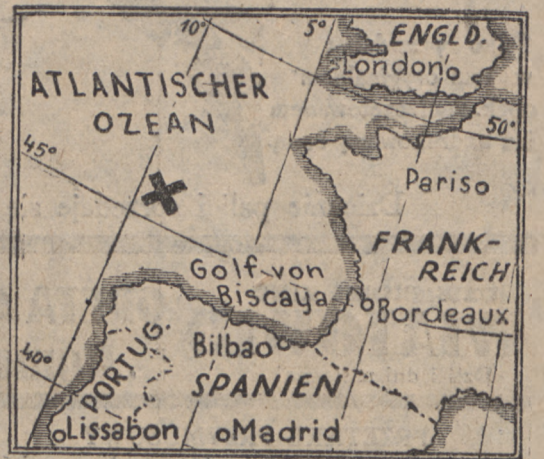 10°
5°
ENGLD.
London
ATLANTISCHER
OZEAN
50°
45°
Paris
FRANK-
REICH
Golf von
Biscaya
Bordeaux
Bilbao
PORTUG.
40°
SPANIEN
Lissabon
Madrid